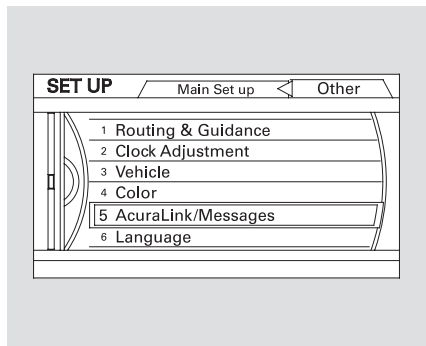 SET UP Main Set up Other
1 Routing & Guidance
2 Clock Adjustment
3 Vehicle
4 Color
5 AcuraLink/Messages
6 Language